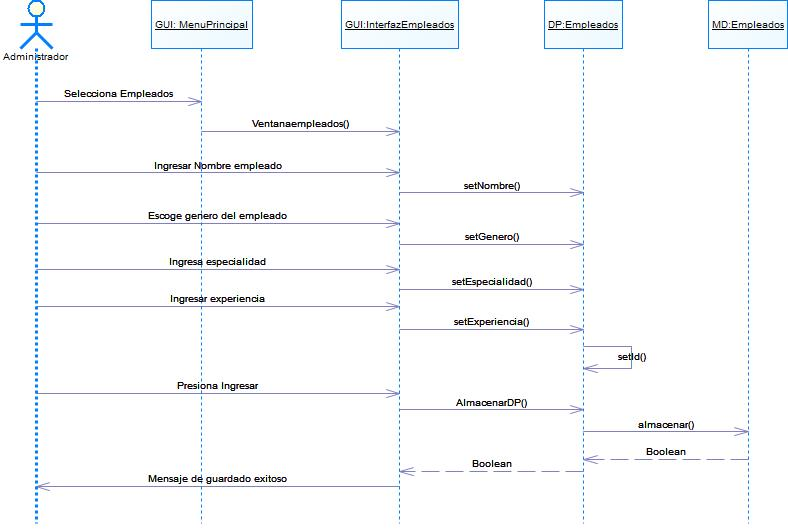 GUI: MenuPrincipal
GUI:InterfazEmpleados
DP:Empleados
MD:Empleados
Administrador
Selecciona Empleados
Ventanaempleados()
Ingresar Nombre empleado
setNombre()
Escoge genero del empleado
setGenero()
Ingresa especialidad
setEspecialidad()
Ingresar experiencia
setExperiencia()
setId()
Presiona Ingresar
AlmacenarDP()
almacenar()
Boolean
Boolean
Mensaje de guardado exitoso